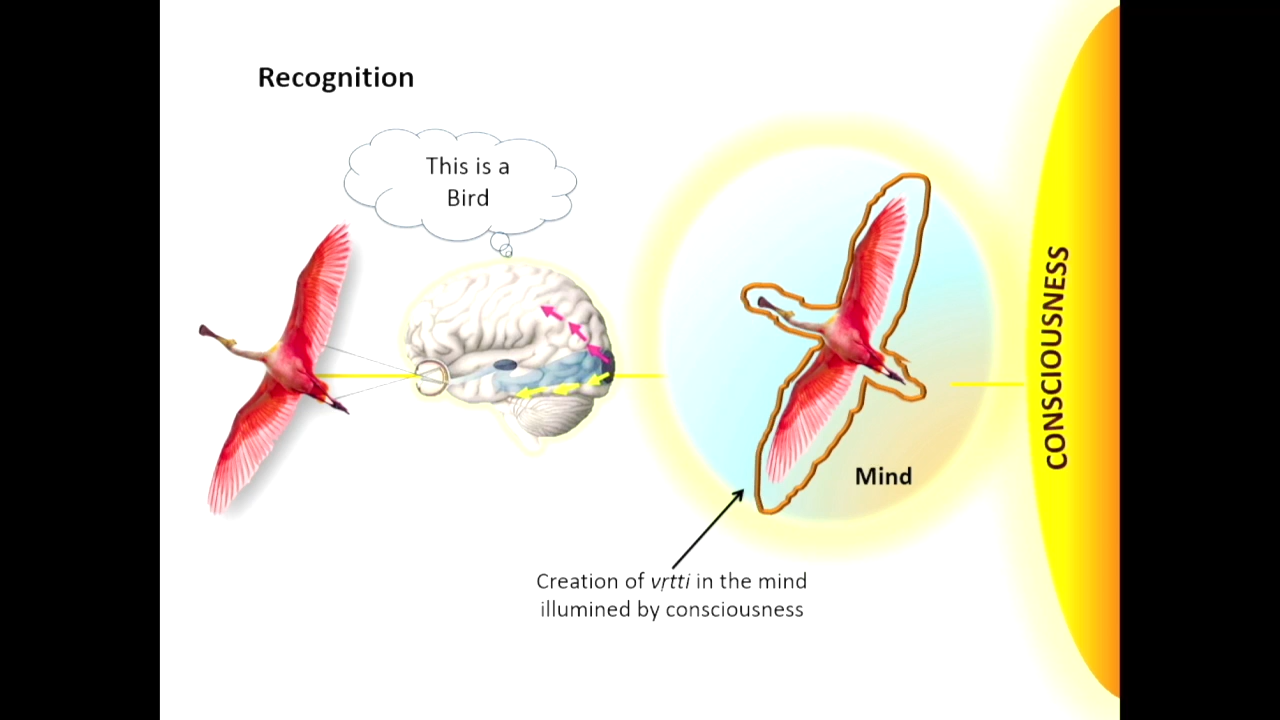 Recognition
This is a
Bird
Mind
CONSCIOUSNESS
Creation of vṛtti in the mind
illumined by consciousness